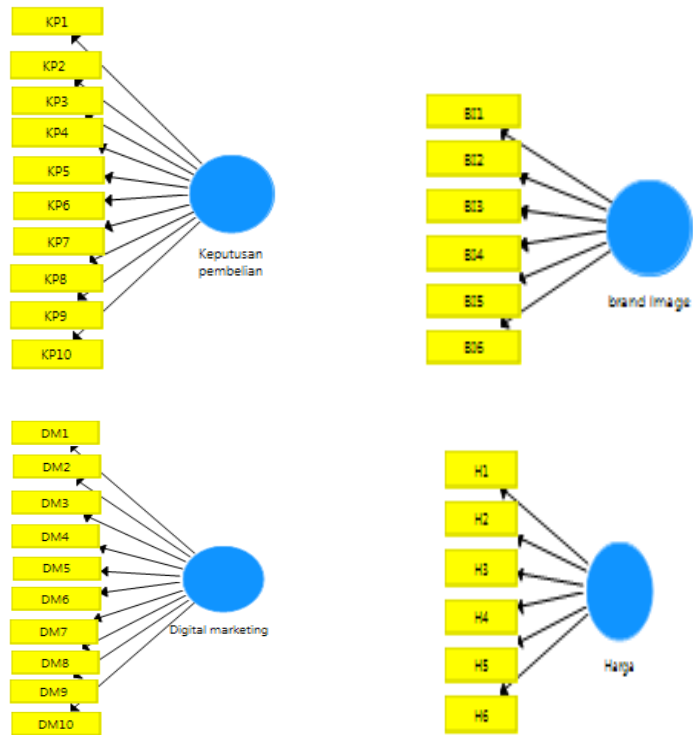 KP1
KP2
KP3
KP4
KP5
KP6
KP7
KP8
KP9
KP10
Keputusan
pembelian
BI1
BI2
BI3
BI4
BI5
BI6
brand Image
DM1
DM2
DM3
DM4
DM5
DM6
DM7
DM8
DM9
DM10
Digital marketing
H1
H2
H3
H4
H5
H6
Harga